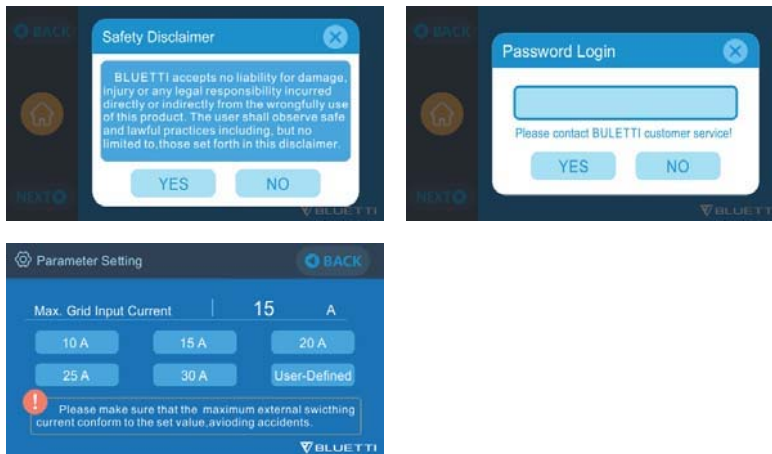 BACK
Safety Disclaimer
BLUETTI accepts no liability for damage,
injury or any legal responsibility incurred
directly or indirectly from the wrongfully use
of this product. The user shall observe safe
and lawful practices including, but no
limited to,those set forth in this disclaimer.
YES NO
NEXT
BLUETTI
BACK
Password Login
Please contact BULETTI customer service!
YES NO
NEXT
BLUETTI
Parameter Setting BACK
Max. Grid Input Current 15 A
10 A 15 A 20 A
25 A 30 A User-Defined
Please make sure that the maximum external swicthing
current conform to the set value,avioding accidents.
BLUETTI